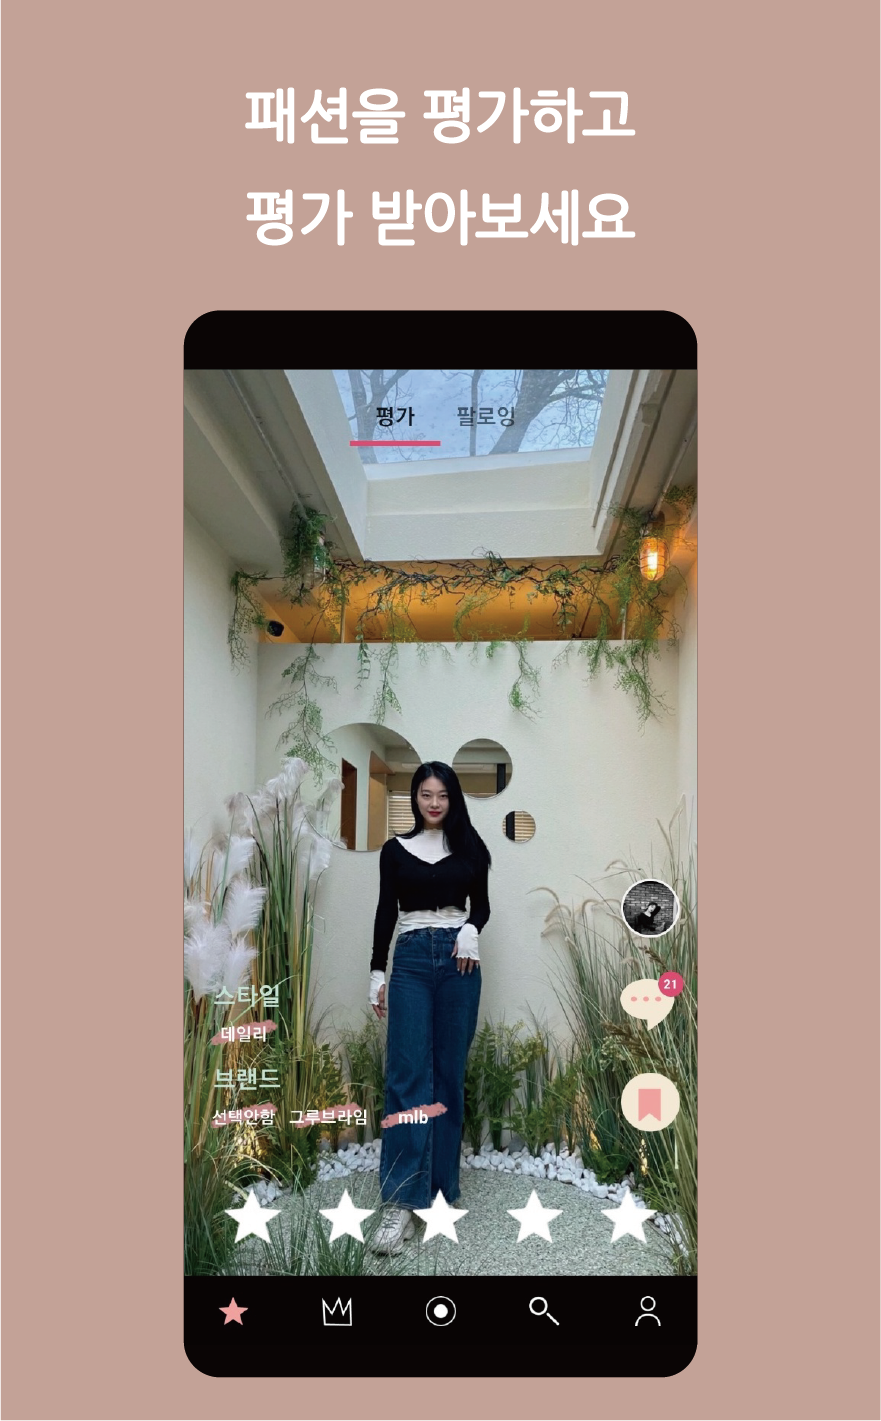 패션을 평가하고
평가 받아보세요
평가 팔로잉
21
스타일
데일리
브랜드
선택안함 그루브라임 mlb